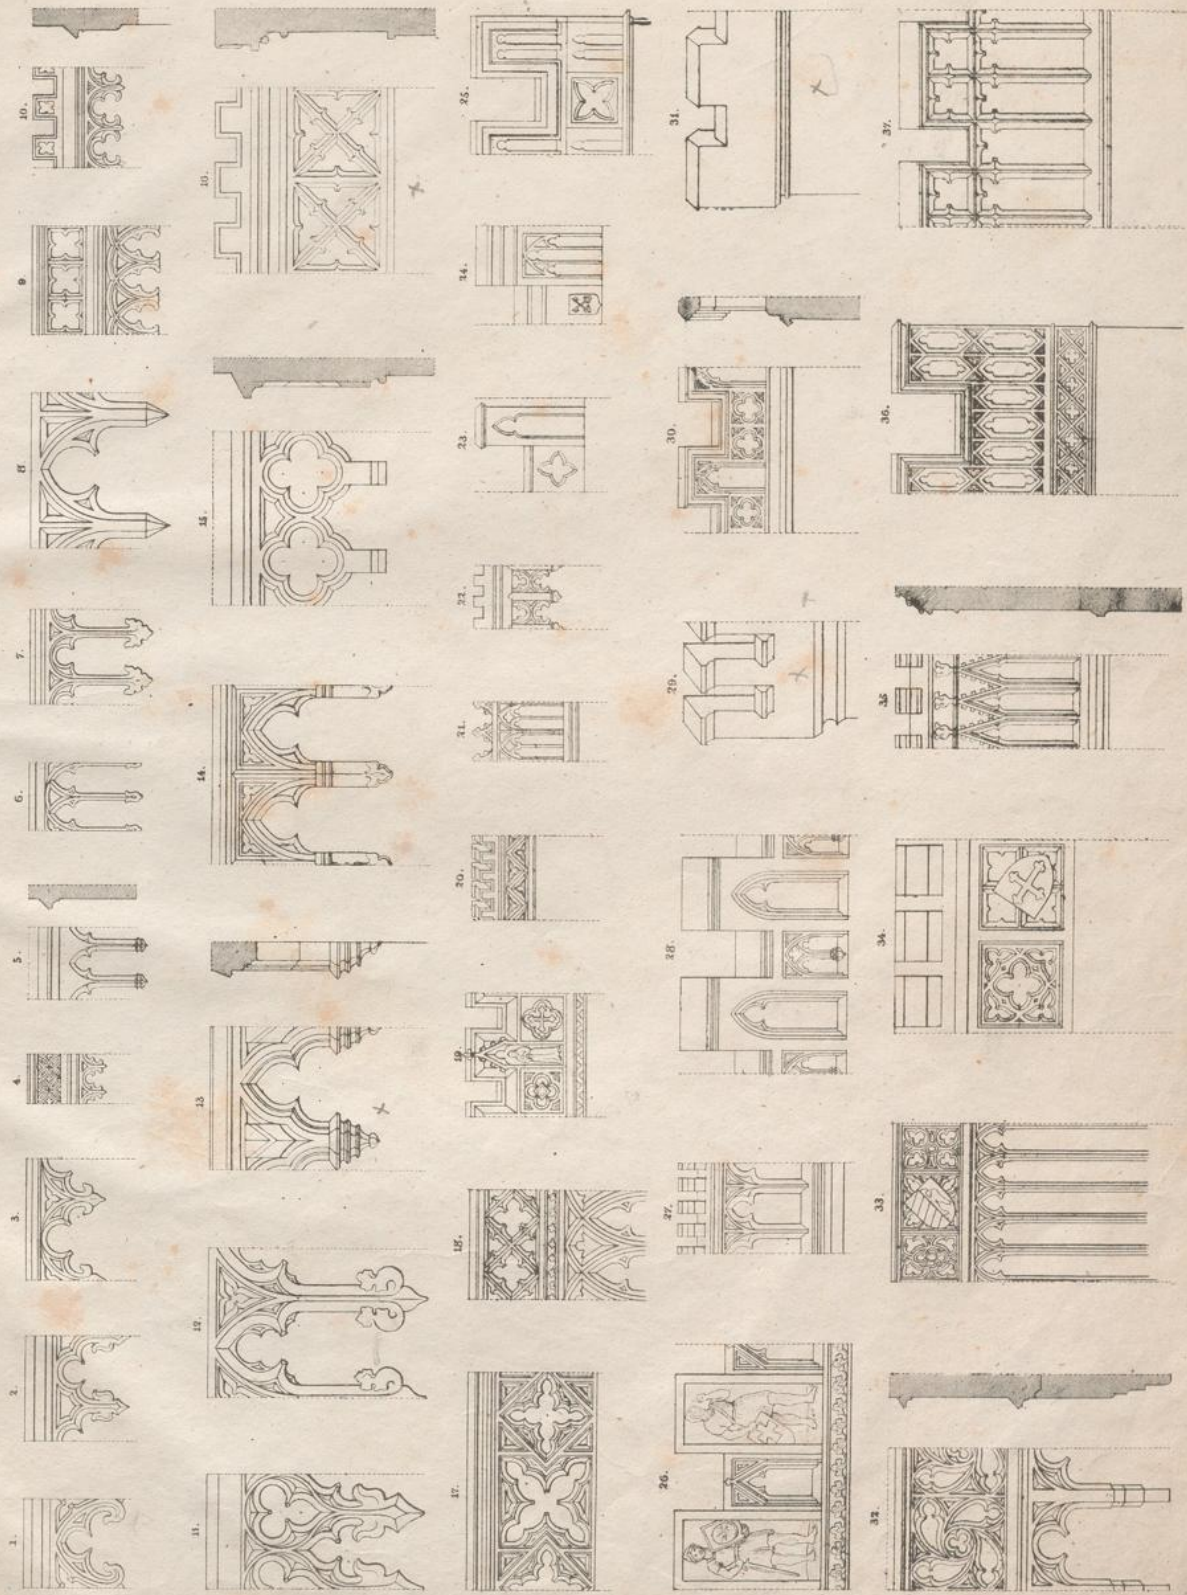 1. 2. 3. 4. 5. 6. 7. 8 9 10.
11. 12. 13 14. 15. 16.
17. 18. 19. 20. 21. 22. 23. 24. 25.
26. 27. 28. 29. 30. 31.
32. 33. 34. 35 36. 37.